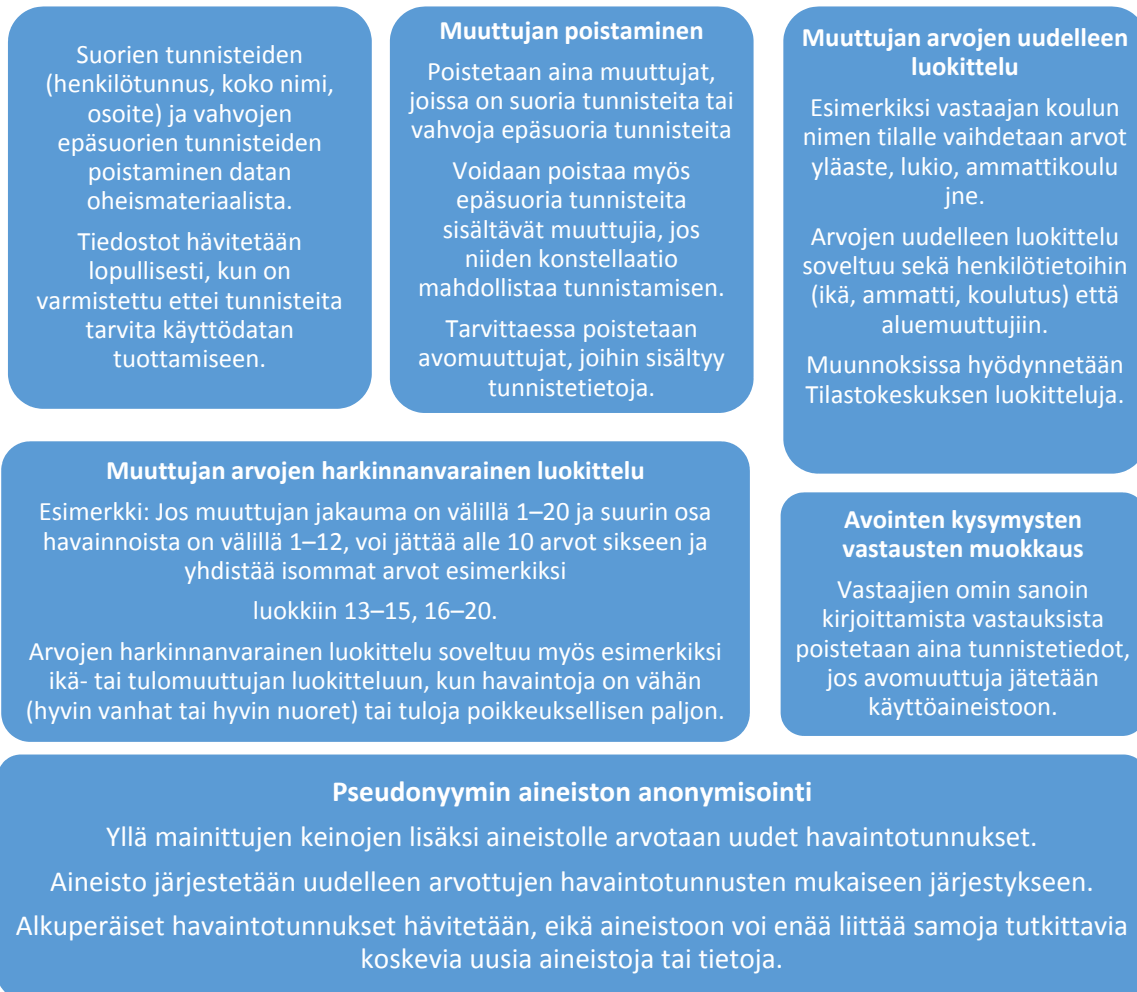 Suorien tunnisteiden
(henkilötunnus, koko nimi,
osoite) ja vahvojen
epäsuorien tunnisteiden
poistaminen datan
oheismateriaalista.
Tiedostot hävitetään
lopullisesti, kun on
varmistettu ettei tunnisteita
tarvita käyttödatan
tuottamiseen.
Muuttujan poistaminen
Poistetaan aina muuttujat,
joissa on suoria tunnisteita tai
vahvoja epäsuoria tunnisteita
Voidaan poistaa myös
epäsuoria tunnisteita
sisältävät muuttujia, jos
niiden konstellaatio
mahdollistaa tunnistamisen.
Tarvittaessa poistetaan
avomuuttujat, joihin sisältyy
tunnistetietoja.
Muuttujan arvojen uudelleen
luokittelu
Esimerkiksi vastaajan koulun
nimen tilalle vaihdetaan arvot
yläaste, lukio, ammattikoulu
jne.
Arvojen uudelleen luokittelu
soveltuu sekä henkilötietoihin
(ikä, ammatti, koulutus) että
aluemuuttujiin.
Muunnoksissa hyödynnetään
Tilastokeskuksen luokitteluja.
Muuttujan arvojen harkinnanvarainen luokittelu
Esimerkki: Jos muuttujan jakauma on välillä 1–20 ja suurin osa
havainnoista on välillä 1–12, voi jättää alle 10 arvot sikseen ja
yhdistää isommat arvot esimerkiksi
luokkiin 13–15, 16–20.
Arvojen harkinnanvarainen luokittelu soveltuu myös esimerkiksi
ikä- tai tulomuuttujan luokitteluun, kun havaintoja on vähän
(hyvin vanhat tai hyvin nuoret) tai tuloja poikkeuksellisen paljon.
Avointen kysymysten
vastausten muokkaus
Vastaajien omin sanoin
kirjoittamista vastauksista
poistetaan aina tunnistetiedot,
jos avomuuttuja jätetään
käyttöaineistoon.
Pseudonyymin aineiston anonymisointi
Yllä mainittujen keinojen lisäksi aineistolle arvotaan uudet havaintotunnukset.
Aineisto järjestetään uudelleen arvottujen havaintotunnusten mukaiseen järjestykseen.
Alkuperäiset havaintotunnukset hävitetään, eikä aineistoon voi enää liittää samoja tutkittavia
koskevia uusia aineistoja tai tietoja.